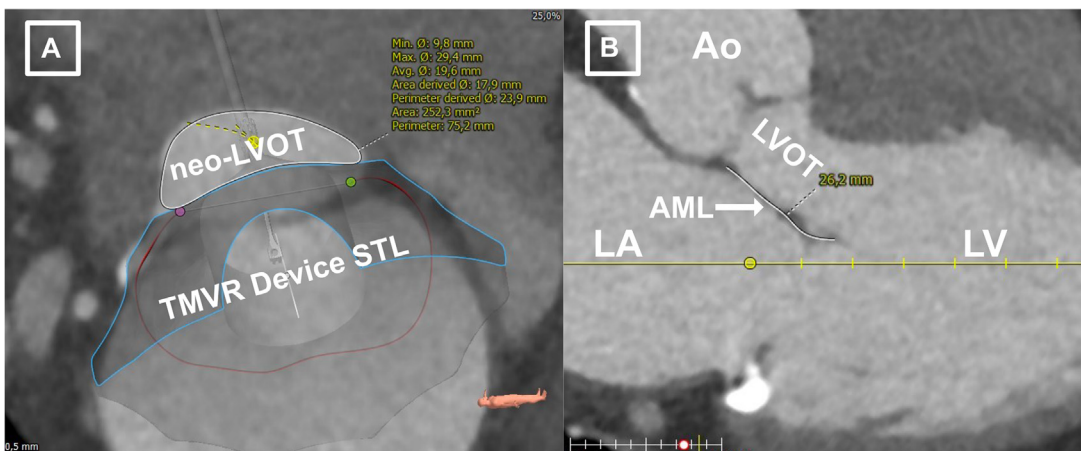 A
25,0%
Min. Ø: 9,8 mm
Max. Ø: 29,4 mm
Avg. Ø: 19,6 mm
Area derived Ø: 17,9 mm
Perimeter derived Ø: 23,9 mm
Area: 252,3 mm²
Perimeter: 75,2 mm
neo-LVOT
TMVR Device STL
0,5 mm
B
Ao
LVOT
26,2 mm
AML
LA
LV